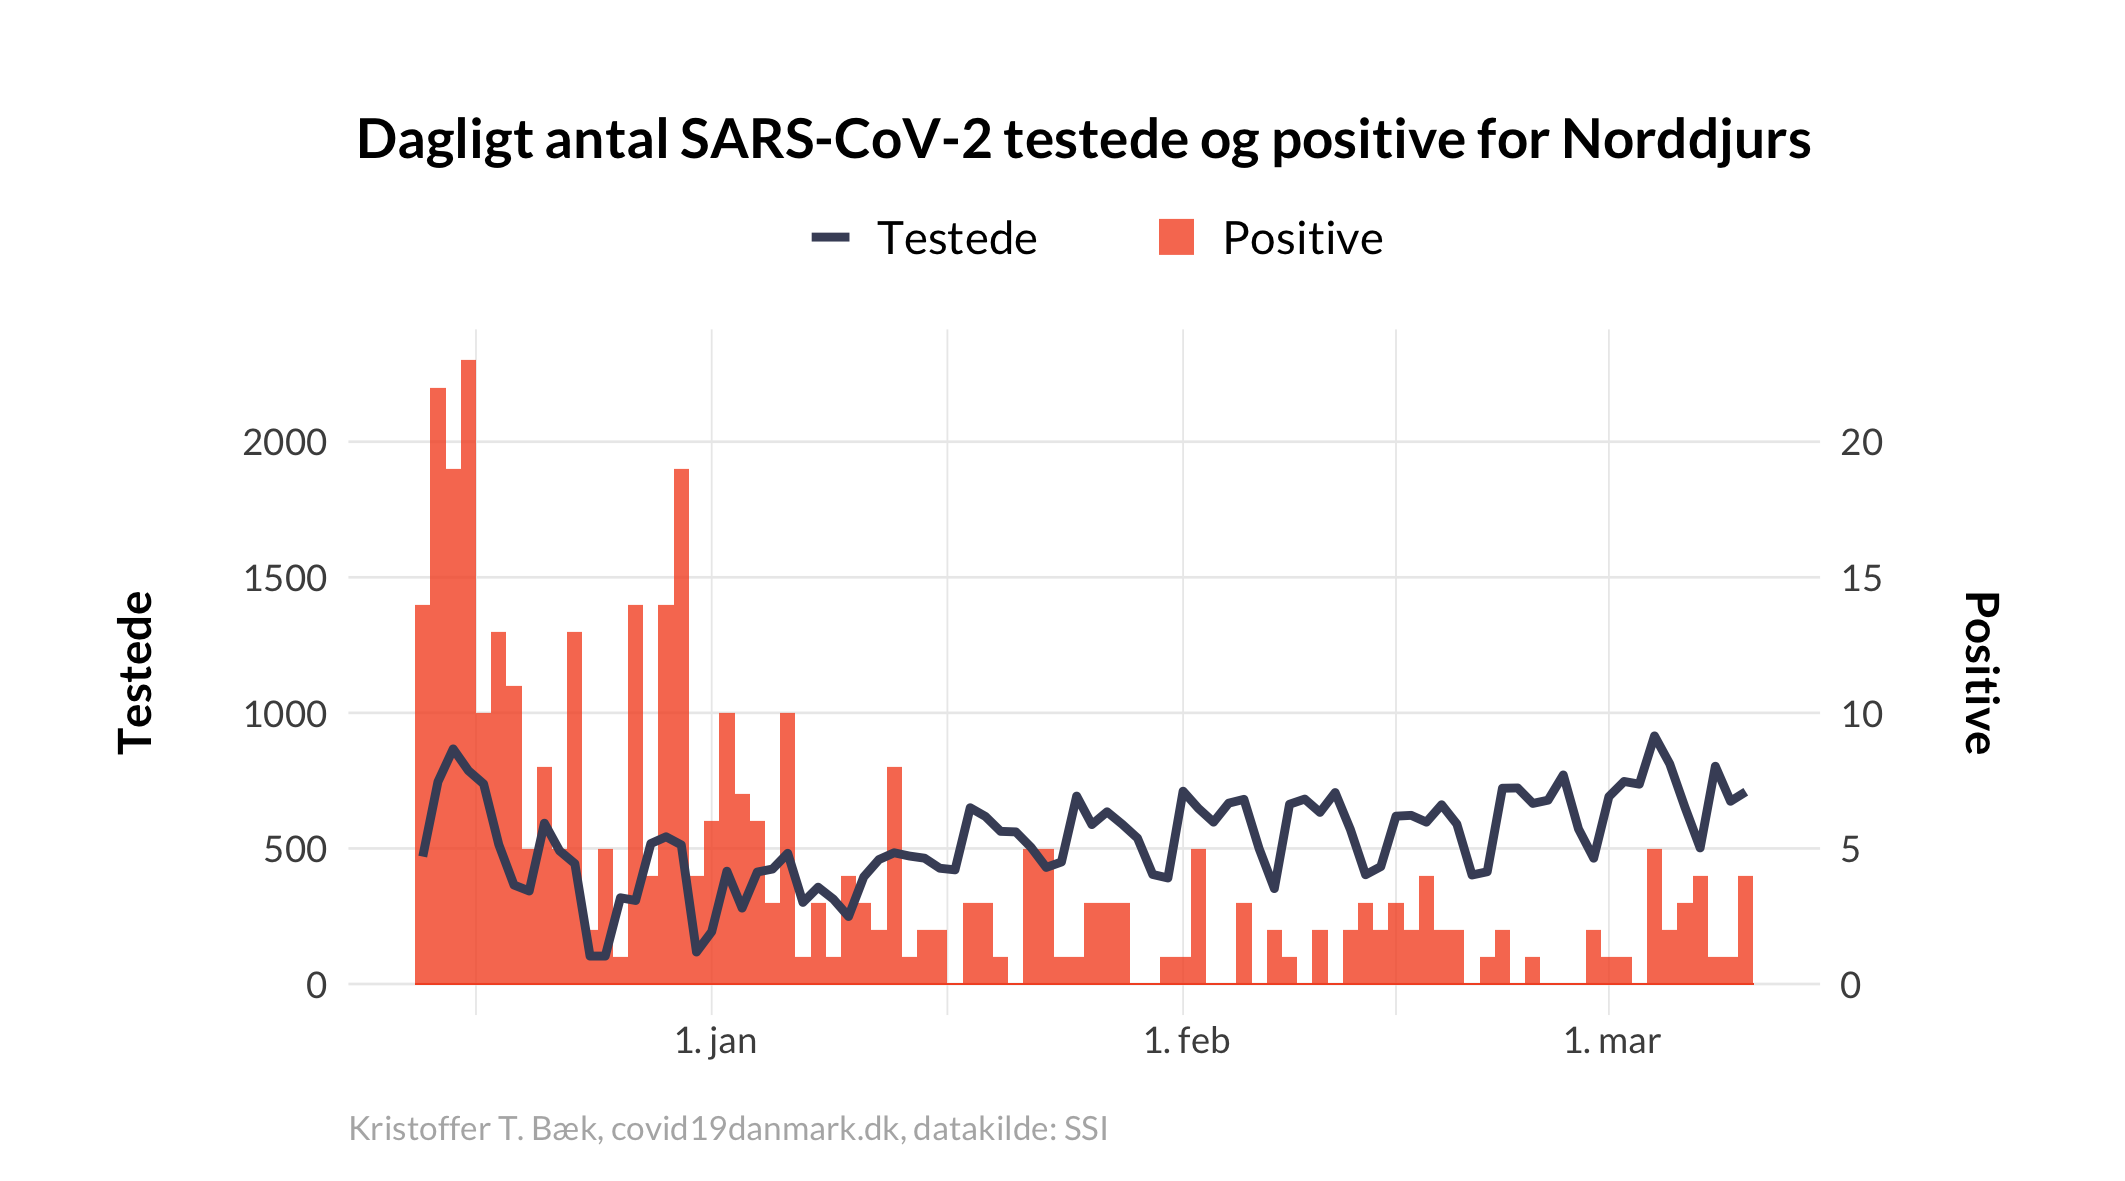 Dagligt antal SARS-CoV-2 testede og positive for Norddjurs
Testede Positive
2000 20
1500 15
1000 10
500 5
0 0
Testede
Positive
1. jan 1. feb 1. mar
Kristoffer T. Bæk, covid19danmark.dk, datakilde: SSI